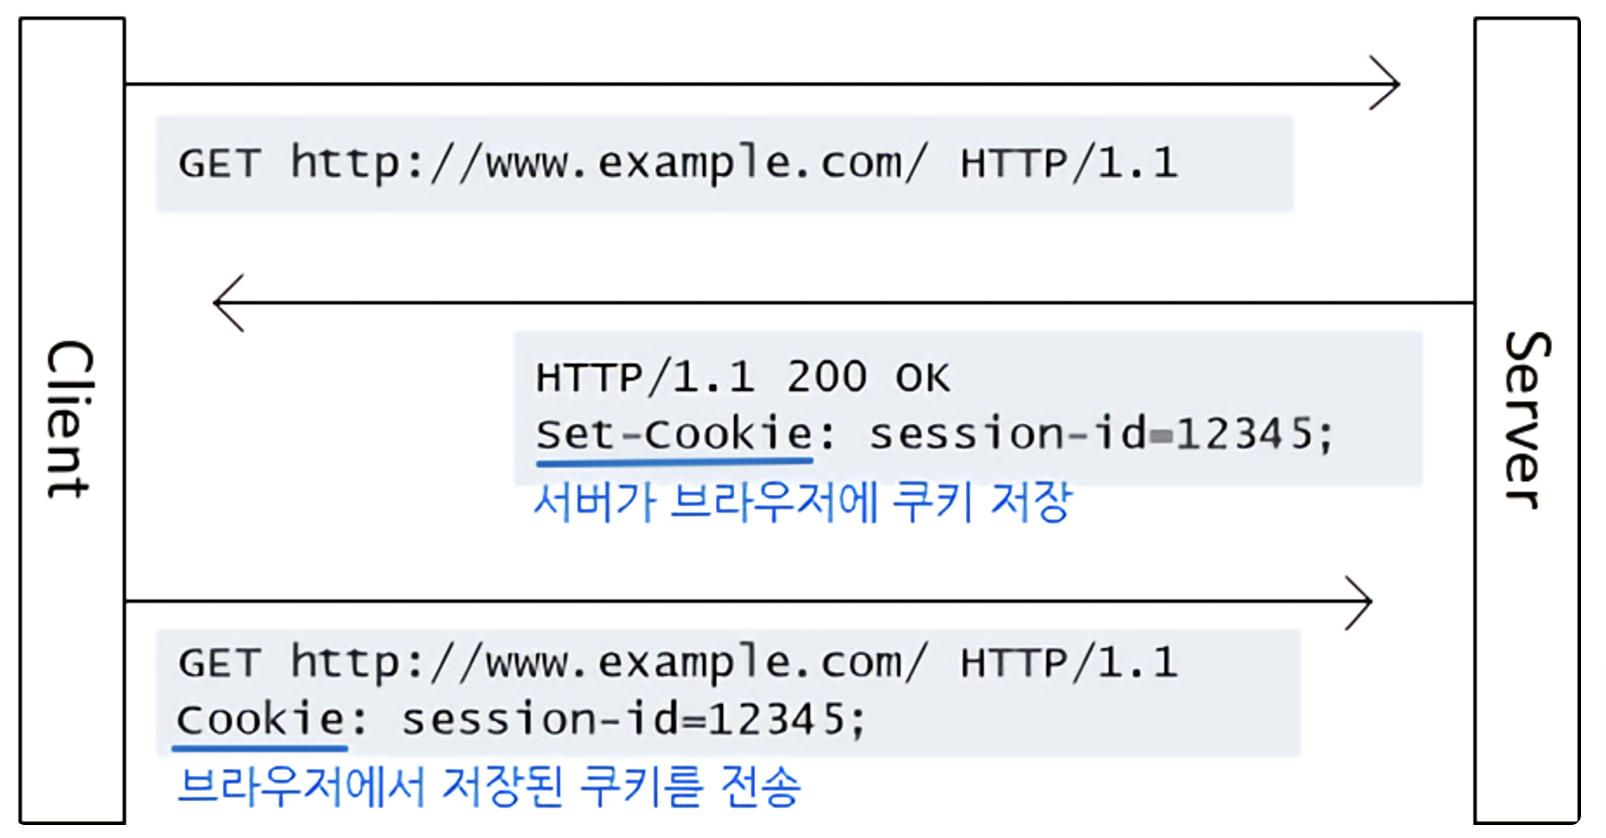 Client
Server
GET http://www.example.com/ HTTP/1.1
HTTP/1.1 200 OK
Set-Cookie: session-id=12345;
서버가 브라우저에 쿠키 저장
GET http://www.example.com/ HTTP/1.1
Cookie: session-id=12345;
브라우저에서 저장된 쿠키를 전송